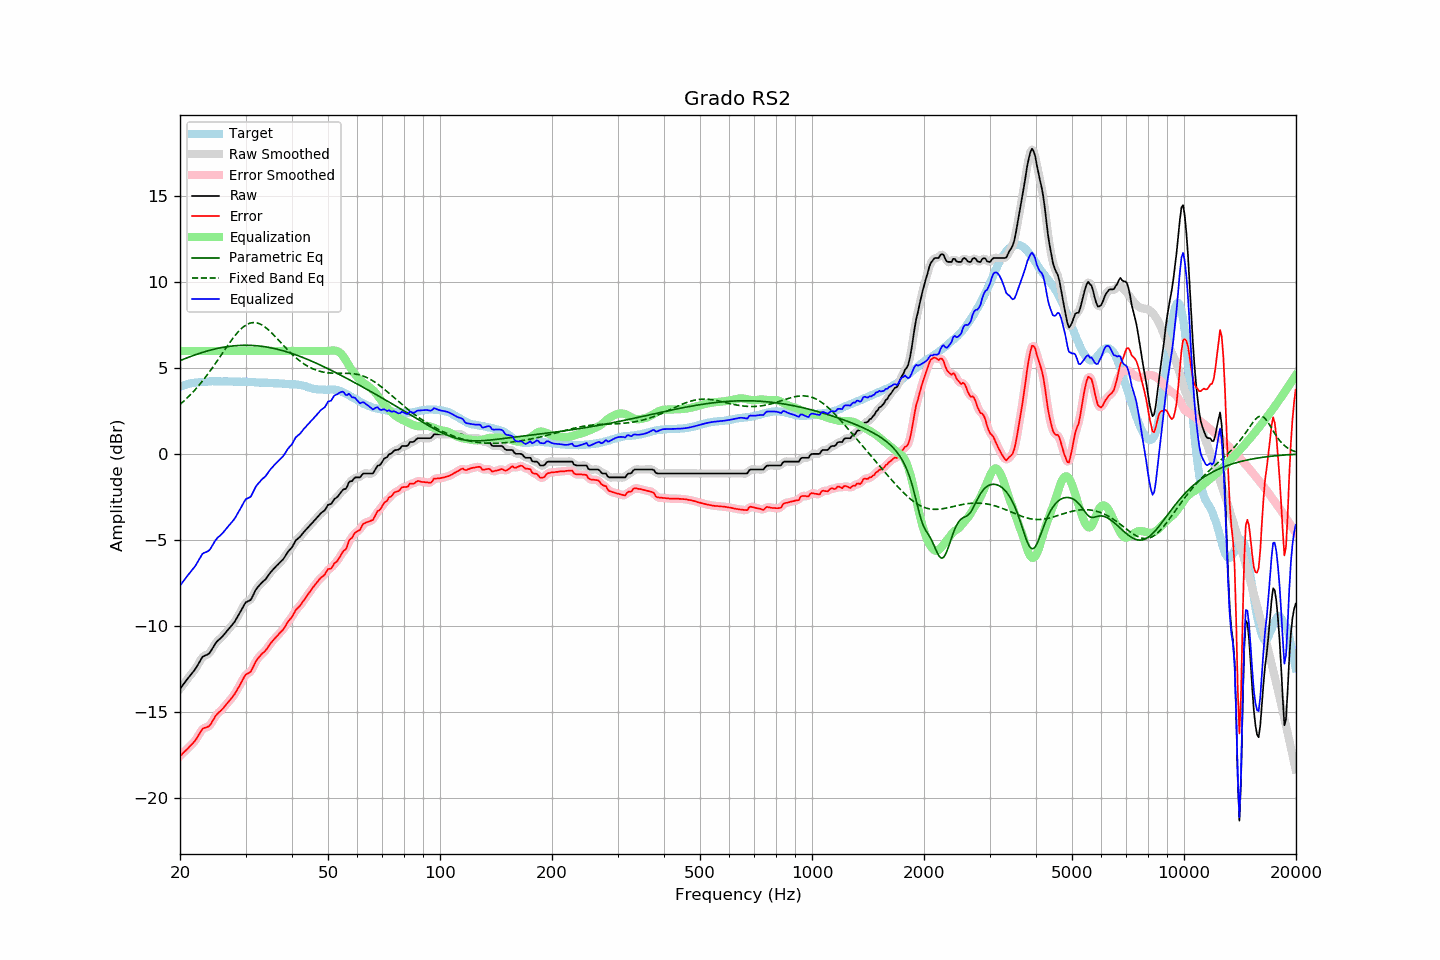 Grado RS2
Target
Raw Smoothed
Error Smoothed
Raw
Error
Equalization
Parametric Eq
Fixed Band Eq
Equalized
15
10
5
0
−5
−10
−15
−20
Amplitude (dBr)
20 50 100 200 500 1000 2000 5000 10000 20000
Frequency (Hz)